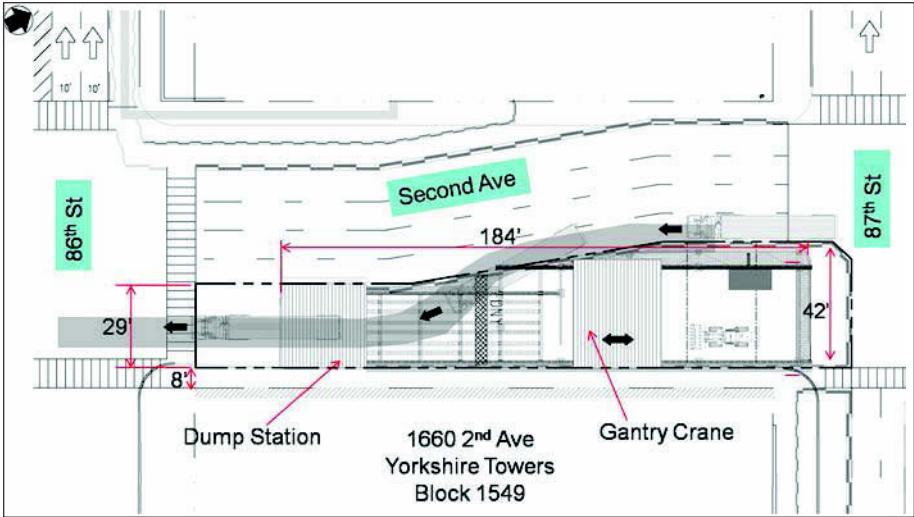 10' 10'
86th St
Second Ave
87th St
184'
29'
42'
8'
Dump Station
Gantry Crane
1660 2nd Ave
Yorkshire Towers
Block 1549